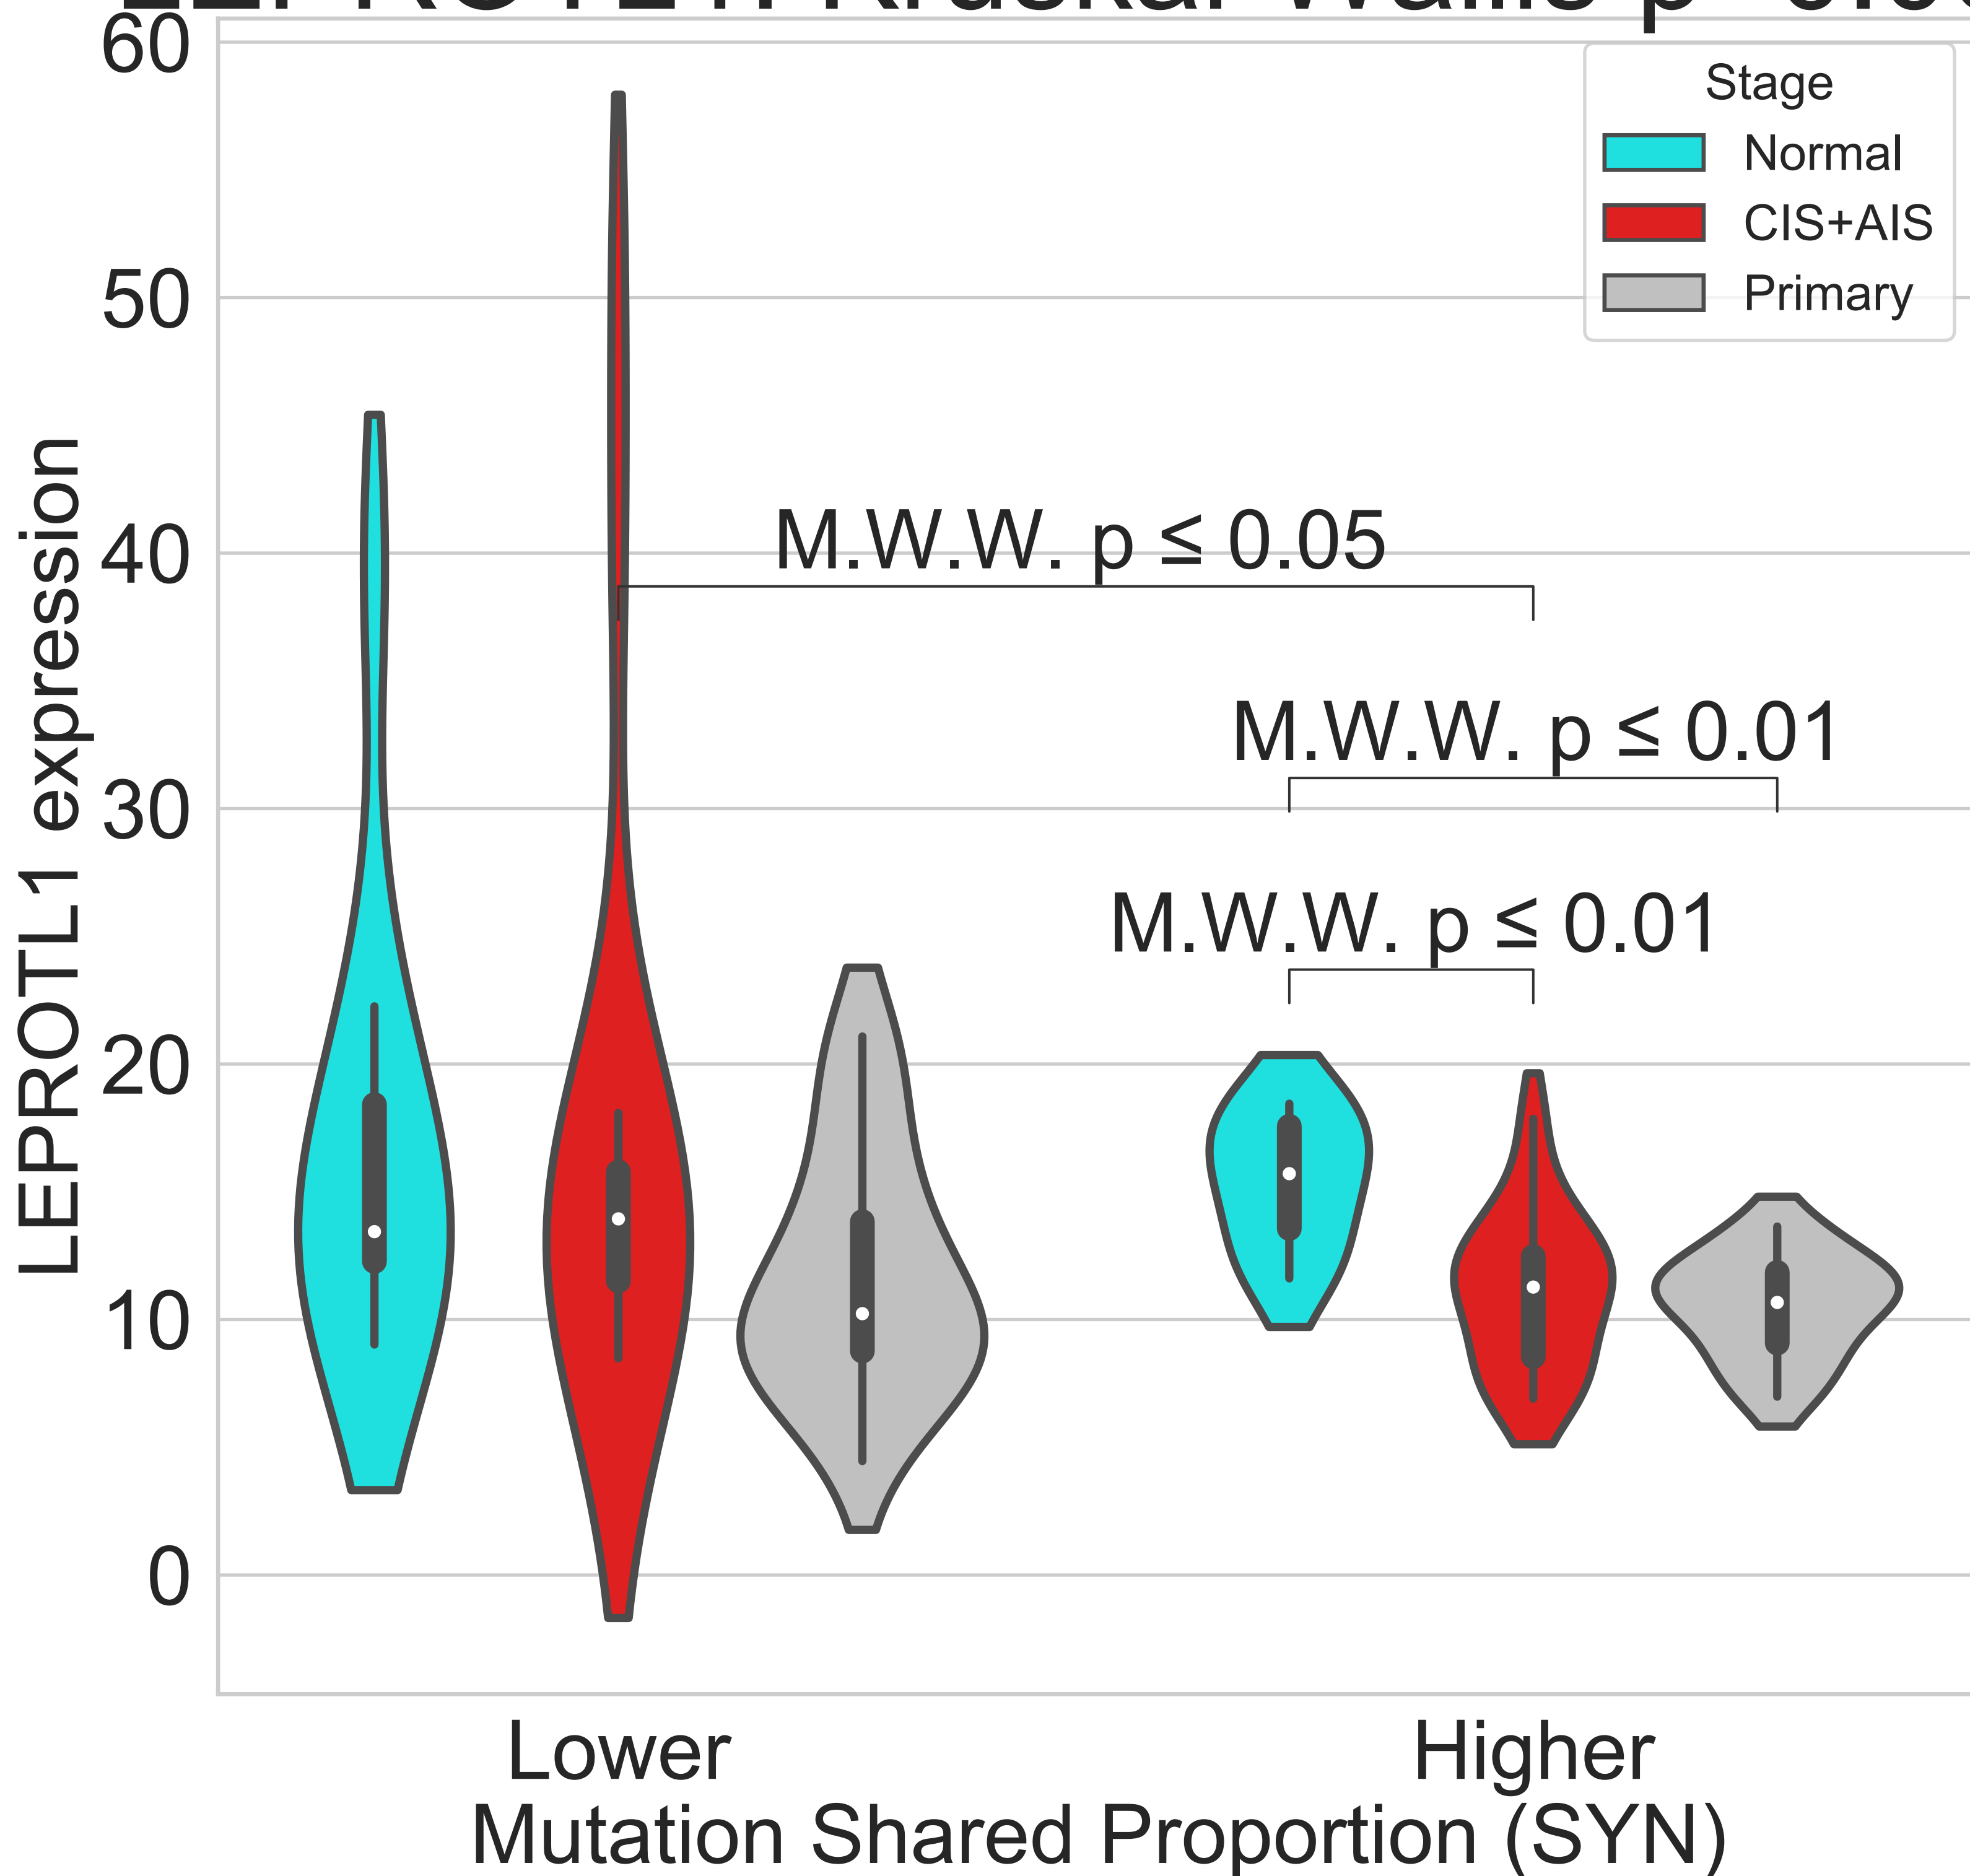 60
50
40
30
20
10
0
LEPROTL1 expression
Stage
Normal
CIS+AIS
Primary
M.W.W. p ≤ 0.05
M.W.W. p ≤ 0.01
M.W.W. p ≤ 0.01
Lower
Higher
Mutation Shared Proportion (SYN)